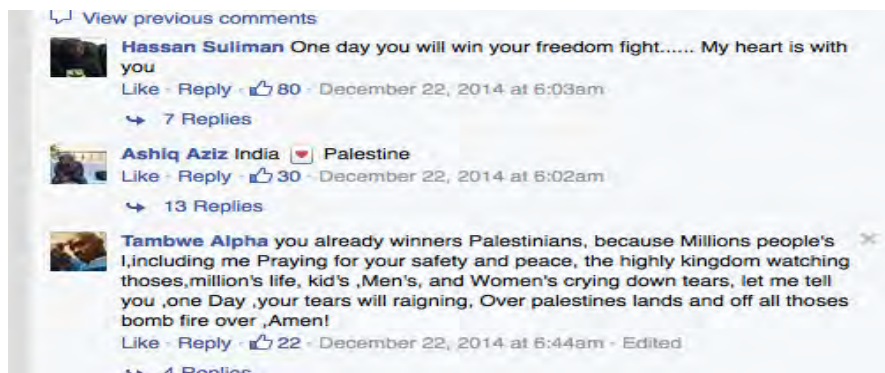 View previous comments
Hassan Suliman One day you will win your freedom fight...... My heart is with
you
Like · Reply · 80 · December 22, 2014 at 6:03am
7 Replies
Ashiq Aziz India 💌 Palestine
Like · Reply · 30 · December 22, 2014 at 6:02am
13 Replies
Tambwe Alpha you already winners Palestinians, because Millions people's
I,including me Praying for your safety and peace, the highly kingdom watching
thoses,million's life, kid's ,Men's, and Women's crying down tears, let me tell
you ,one Day ,your tears will raigning, Over palestines lands and off all thoses
bomb fire over ,Amen!
Like · Reply · 22 · December 22, 2014 at 6:44am · Edited
4 Replies